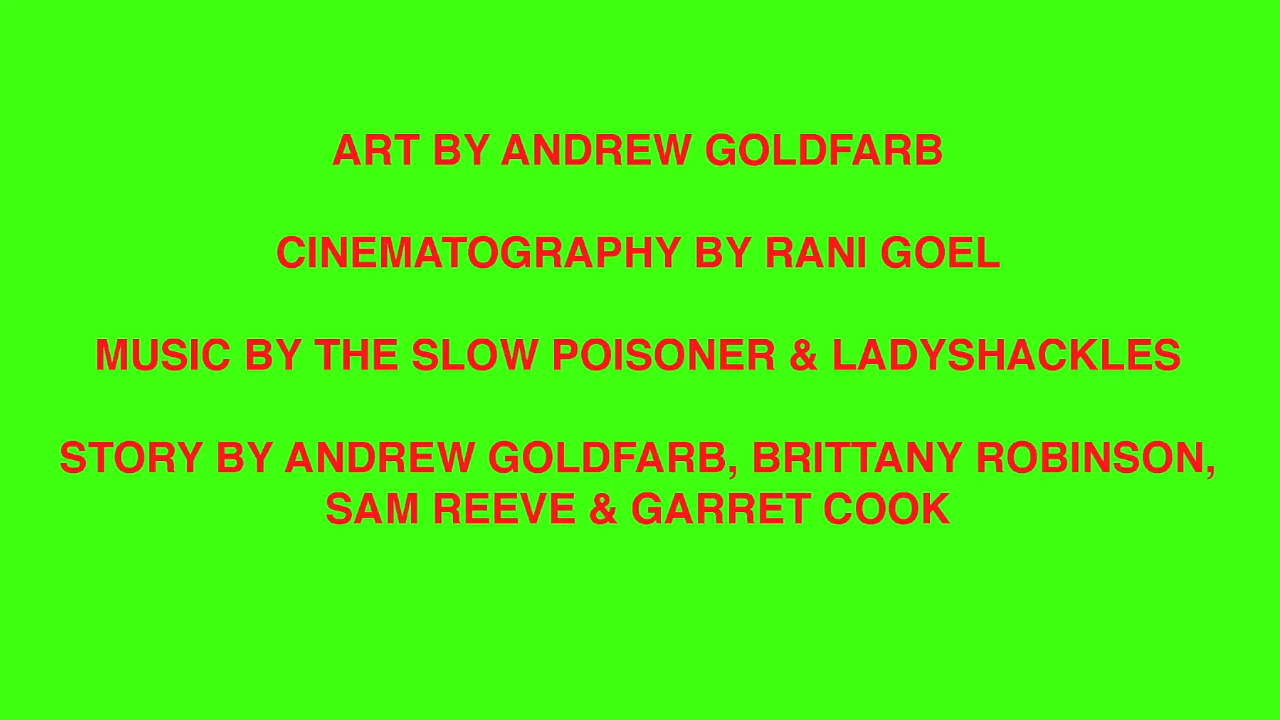 ART BY ANDREW GOLDFARB
CINEMATOGRAPHY BY RANI GOEL
MUSIC BY THE SLOW POISONER & LADYSHACKLES
STORY BY ANDREW GOLDFARB, BRITTANY ROBINSON,
SAM REEVE & GARRET COOK